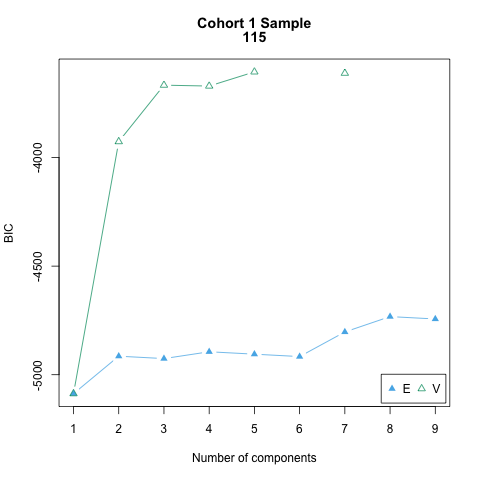 Cohort 1 Sample
115
-4000
-4500
-5000
BIC
1 2 3 4 5 6 7 8 9
Number of components
E V